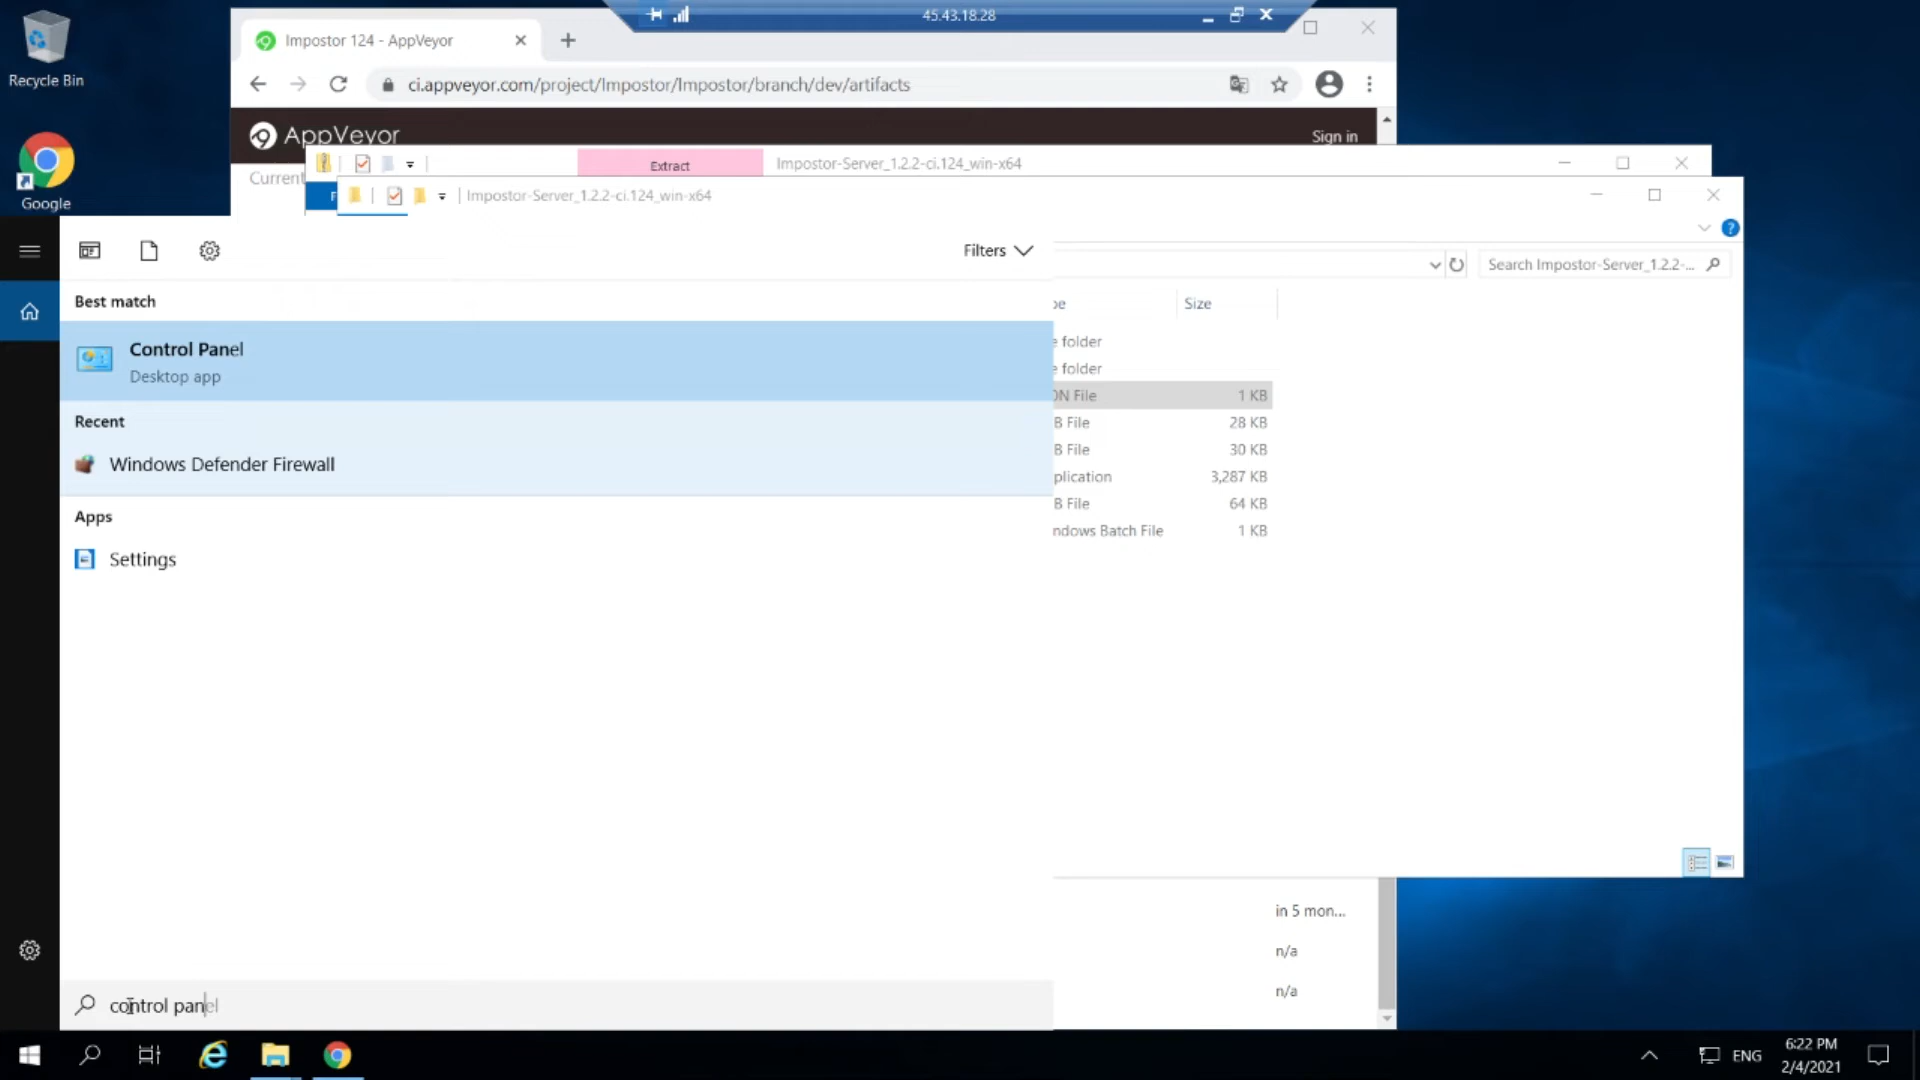 45.43.18.28
Recycle Bin
Impostor 124 - AppVeyor
ci.appveyor.com/project/Impostor/Impostor/branch/dev/artifacts
AppVeyor
Sign in
Google
Current
Extract
Impostor-Server_1.2.2-ci.124_win-x64
F
Impostor-Server_1.2.2-ci.124_win-x64
Filters
Search Impostor-Server_1.2.2-...
Best match
pe
Size
Control Panel
Desktop app
e folder
e folder
ON File
1 KB
Recent
B File
28 KB
B File
30 KB
Windows Defender Firewall
plication
3,287 KB
B File
64 KB
Apps
ndows Batch File
1 KB
Settings
in 5 mon...
n/a
n/a
control panel
ENG
6:22 PM
2/4/2021